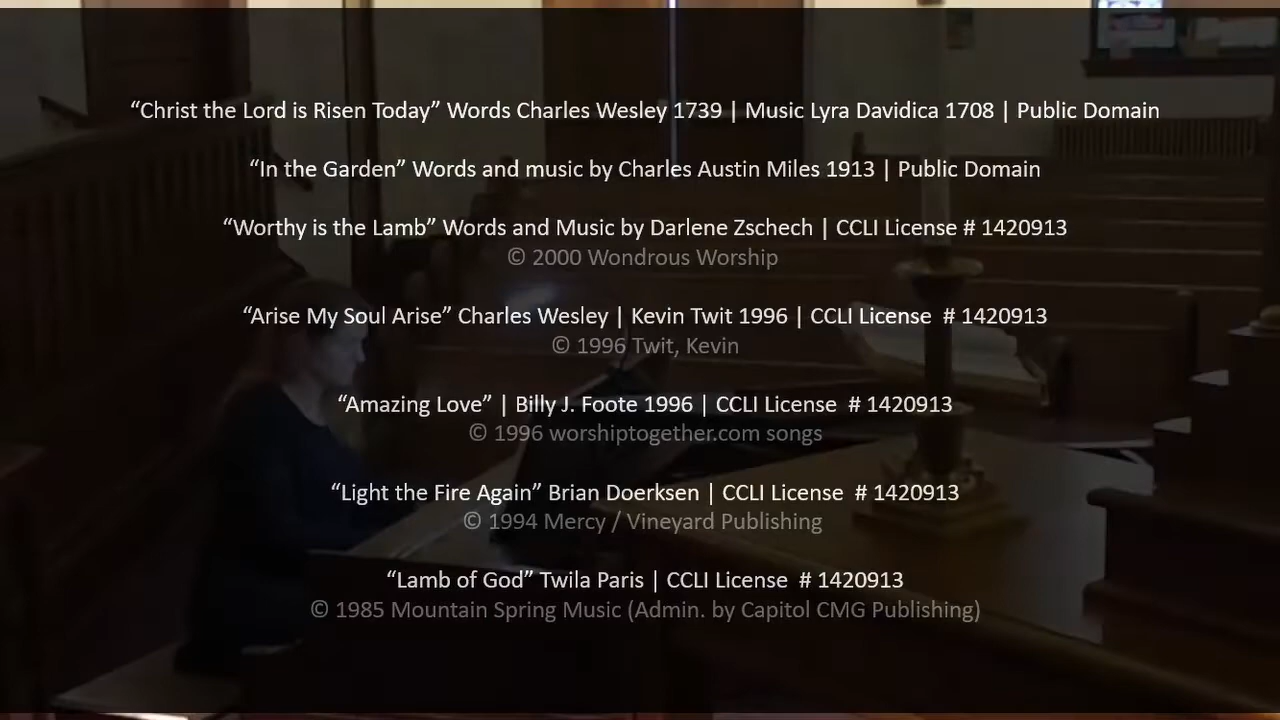 “Christ the Lord is Risen Today” Words Charles Wesley 1739 | Music Lyra Davidica 1708 | Public Domain
“In the Garden” Words and music by Charles Austin Miles 1913 | Public Domain
“Worthy is the Lamb” Words and Music by Darlene Zschech | CCLI License # 1420913
© 2000 Wondrous Worship
“Arise My Soul Arise” Charles Wesley | Kevin Twit 1996 | CCLI License # 1420913
© 1996 Twit, Kevin
“Amazing Love” | Billy J. Foote 1996 | CCLI License # 1420913
© 1996 worshiptogether.com songs
“Light the Fire Again” Brian Doerksen | CCLI License # 1420913
© 1994 Mercy / Vineyard Publishing
“Lamb of God” Twila Paris | CCLI License # 1420913
© 1985 Mountain Spring Music (Admin. by Capitol CMG Publishing)